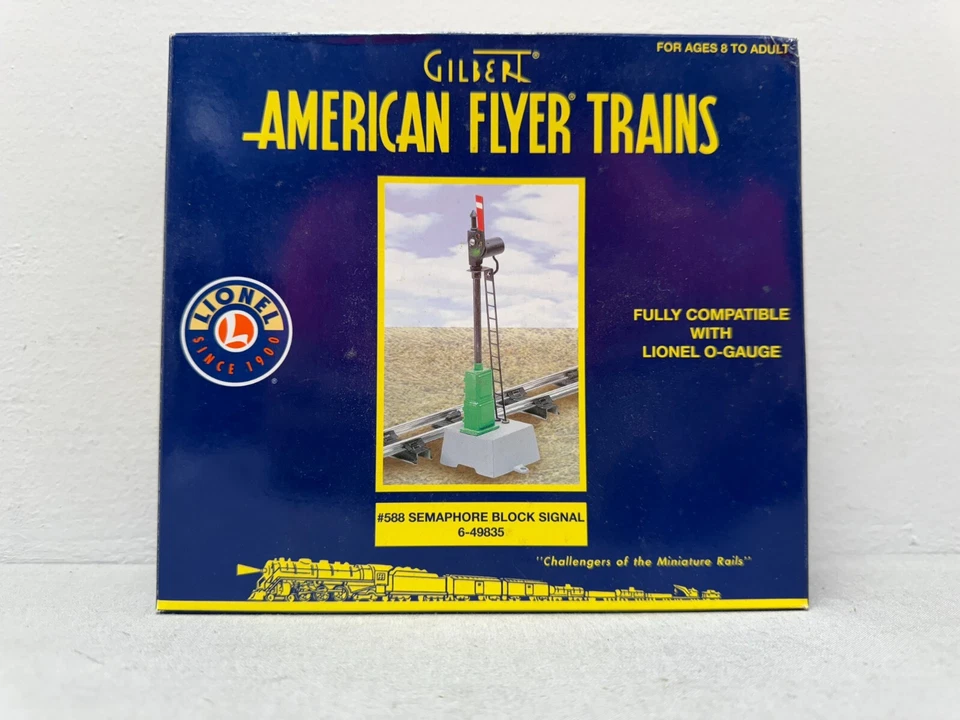 FOR AGES 8 TO ADULT
GILBERT®
AMERICAN FLYER® TRAINS
LIONEL
L
SINCE 1900
®
FULLY COMPATIBLE
WITH
LIONEL O-GAUGE
#588 SEMAPHORE BLOCK SIGNAL
6-49835
"Challengers of the Miniature Rails"